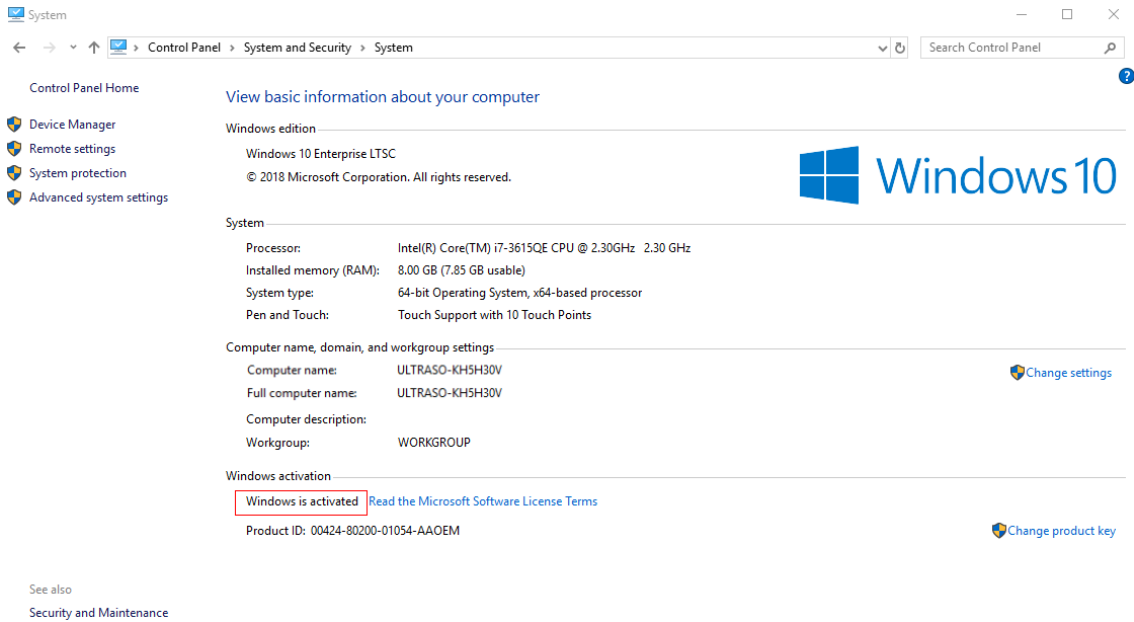 System
Control Panel > System and Security > System
Search Control Panel
?
Control Panel Home
Device Manager
Remote settings
System protection
Advanced system settings
View basic information about your computer
Windows edition
Windows 10 Enterprise LTSC
© 2018 Microsoft Corporation. All rights reserved.
Windows 10
System
Processor: Intel(R) Core(TM) i7-3615QE CPU @ 2.30GHz 2.30 GHz
Installed memory (RAM): 8.00 GB (7.85 GB usable)
System type: 64-bit Operating System, x64-based processor
Pen and Touch: Touch Support with 10 Touch Points
Computer name, domain, and workgroup settings
Computer name: ULTRASO-KH5H30V
Change settings
Full computer name: ULTRASO-KH5H30V
Computer description:
Workgroup: WORKGROUP
Windows activation
Windows is activated Read the Microsoft Software License Terms
Product ID: 00424-80200-01054-AAOEM
Change product key
See also
Security and Maintenance